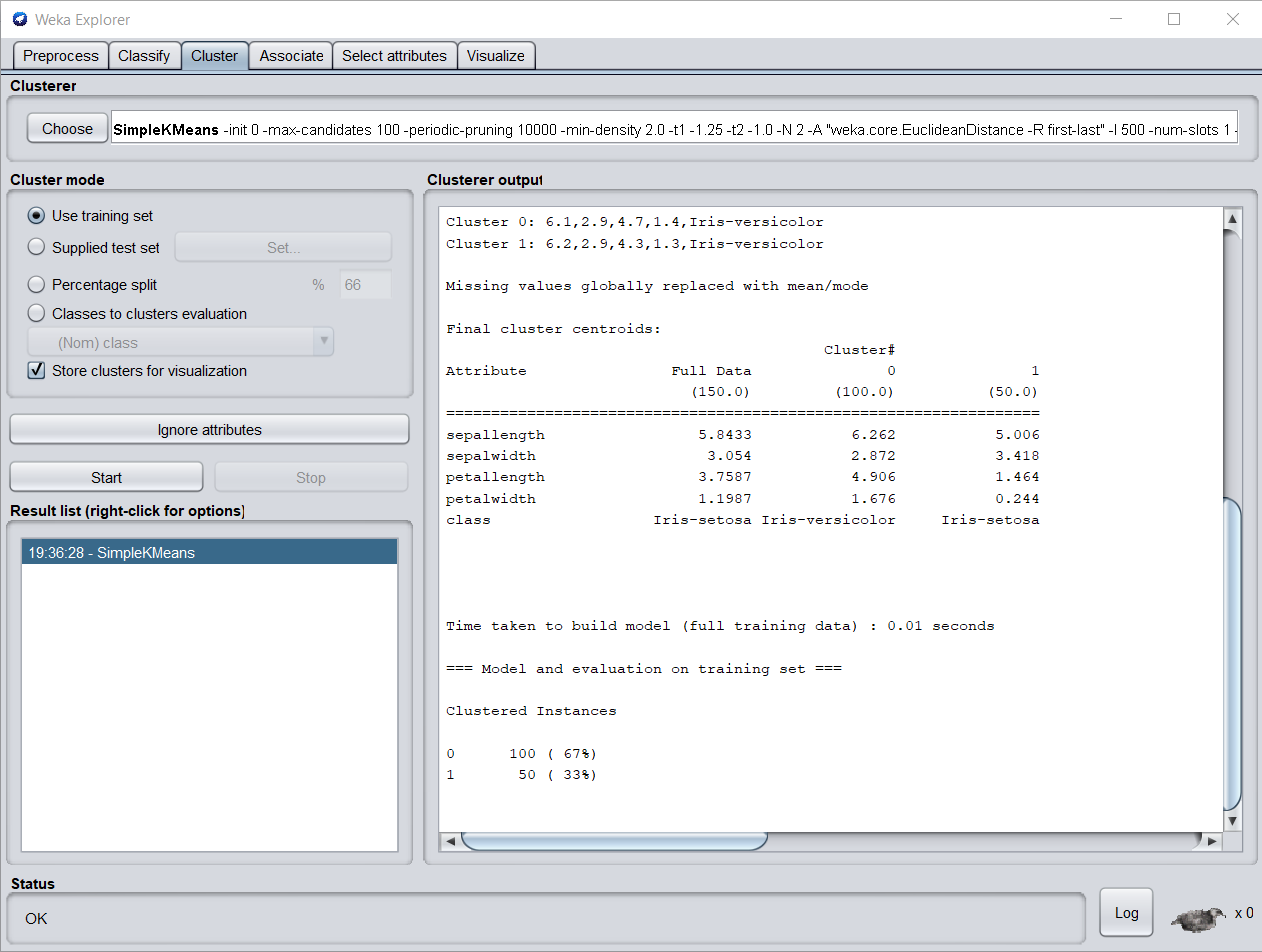 Weka Explorer
Preprocess Classify Cluster Associate Select attributes Visualize
Clusterer
Choose SimpleKMeans -init 0 -max-candidates 100 -periodic-pruning 10000 -min-density 2.0 -t1 -1.25 -t2 -1.0 -N 2 -A "weka.core.EuclideanDistance -R first-last" -I 500 -num-slots 1 -
Cluster mode
Use training set
Supplied test set Set...
Percentage split % 66
Classes to clusters evaluation
(Nom) class
Store clusters for visualization
Ignore attributes
Start Stop
Result list (right-click for options)
19:36:28 - SimpleKMeans
Clusterer output
Cluster 0: 6.1,2.9,4.7,1.4,Iris-versicolor
Cluster 1: 6.2,2.9,4.3,1.3,Iris-versicolor
Missing values globally replaced with mean/mode
Final cluster centroids:
Cluster#
Attribute Full Data 0 1
(150.0) (100.0) (50.0)
==================================================================
sepallength 5.8433 6.262 5.006
sepalwidth 3.054 2.872 3.418
petallength 3.7587 4.906 1.464
petalwidth 1.1987 1.676 0.244
class Iris-setosa Iris-versicolor Iris-setosa
Time taken to build model (full training data) : 0.01 seconds
=== Model and evaluation on training set ===
Clustered Instances
0 100 ( 67%)
1 50 ( 33%)
Status
OK
Log x 0